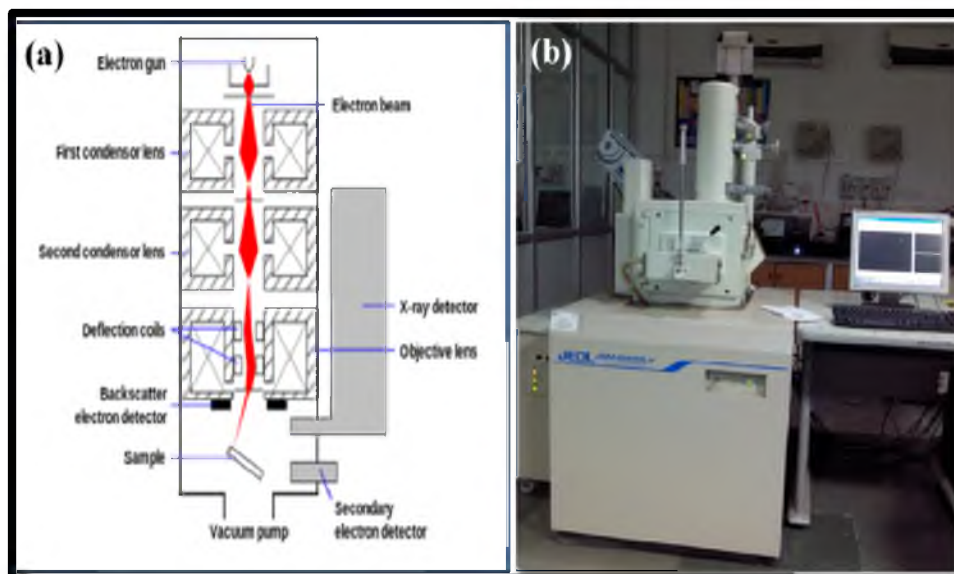 (a)
Electron gun
Electron beam
First condensor lens
Second condensor lens
X-ray detector
Deflection coils
Objective lens
Backscatter
electron detector
Sample
Secondary
electron detector
Vacuum pump
(b)
JEOL